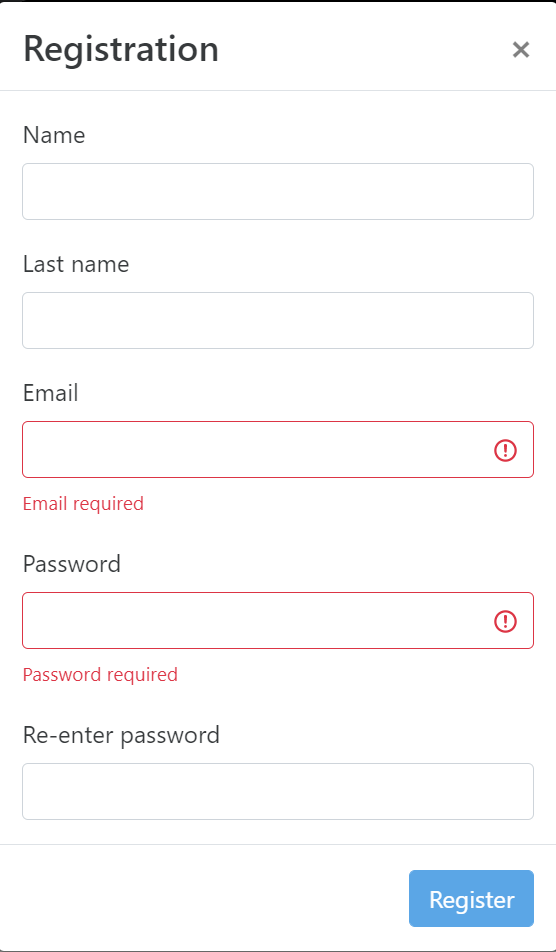 Registration
Name
Last name
Email
Email required
Password
Password required
Re-enter password
Register